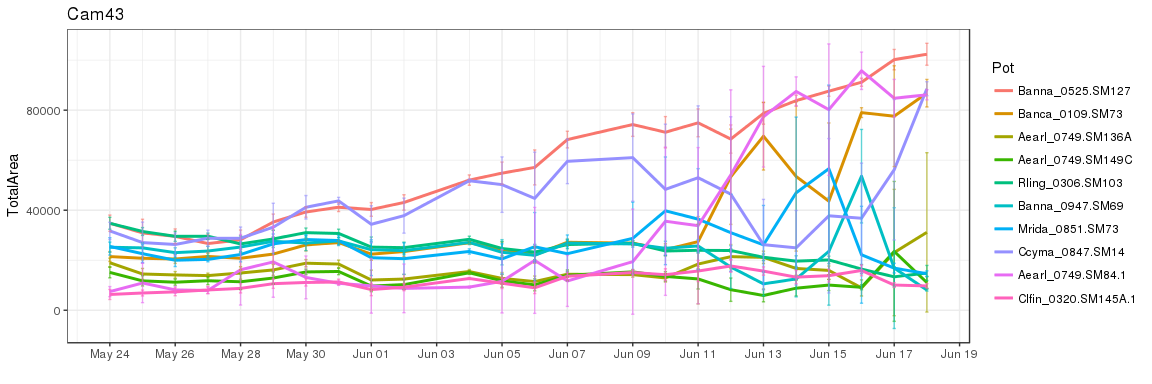 Cam43
TotalArea
80000
40000
0
May 24 May 26 May 28 May 30 Jun 01 Jun 03 Jun 05 Jun 07 Jun 09 Jun 11 Jun 13 Jun 15 Jun 17 Jun 19
Pot
Banna_0525.SM127
Banca_0109.SM73
Aearl_0749.SM136A
Aearl_0749.SM149C
Rling_0306.SM103
Banna_0947.SM69
Mrida_0851.SM73
Ccyma_0847.SM14
Aearl_0749.SM84.1
Clfin_0320.SM145A.1